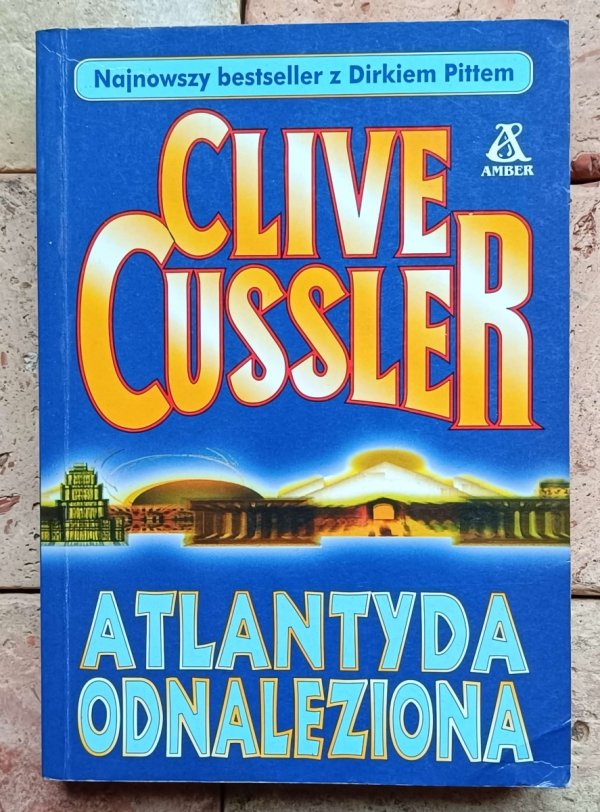 Najnowszy bestseller z Dirkiem Pittem
AMBER
CLIVE
CUSSLER
ATLANTYDA
ODNALEZIONA